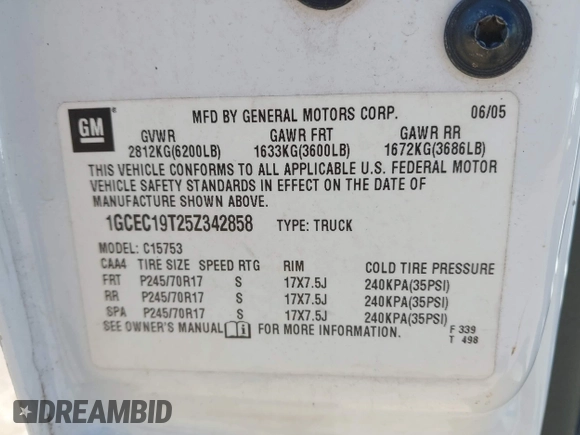 GM®
MFD BY GENERAL MOTORS CORP. 06/05
GVWR GAWR FRT GAWR RR
2812KG(6200LB) 1633KG(3600LB) 1672KG(3686LB)
THIS VEHICLE CONFORMS TO ALL APPLICABLE U.S. FEDERAL MOTOR
VEHICLE SAFETY STANDARDS IN EFFECT ON THE DATE OF
MANUFACTURE SHOWN ABOVE.
1GCEC19T25Z342858 TYPE: TRUCK
MODEL: C15753
CAA4 TIRE SIZE SPEED RTG RIM COLD TIRE PRESSURE
FRT P245/70R17 S 17X7.5J 240KPA(35PSI)
RR P245/70R17 S 17X7.5J 240KPA(35PSI)
SPA P245/70R17 S 17X7.5J 240KPA(35PSI)
SEE OWNER'S MANUAL FOR MORE INFORMATION.
F 339
T 498
DREAMBID